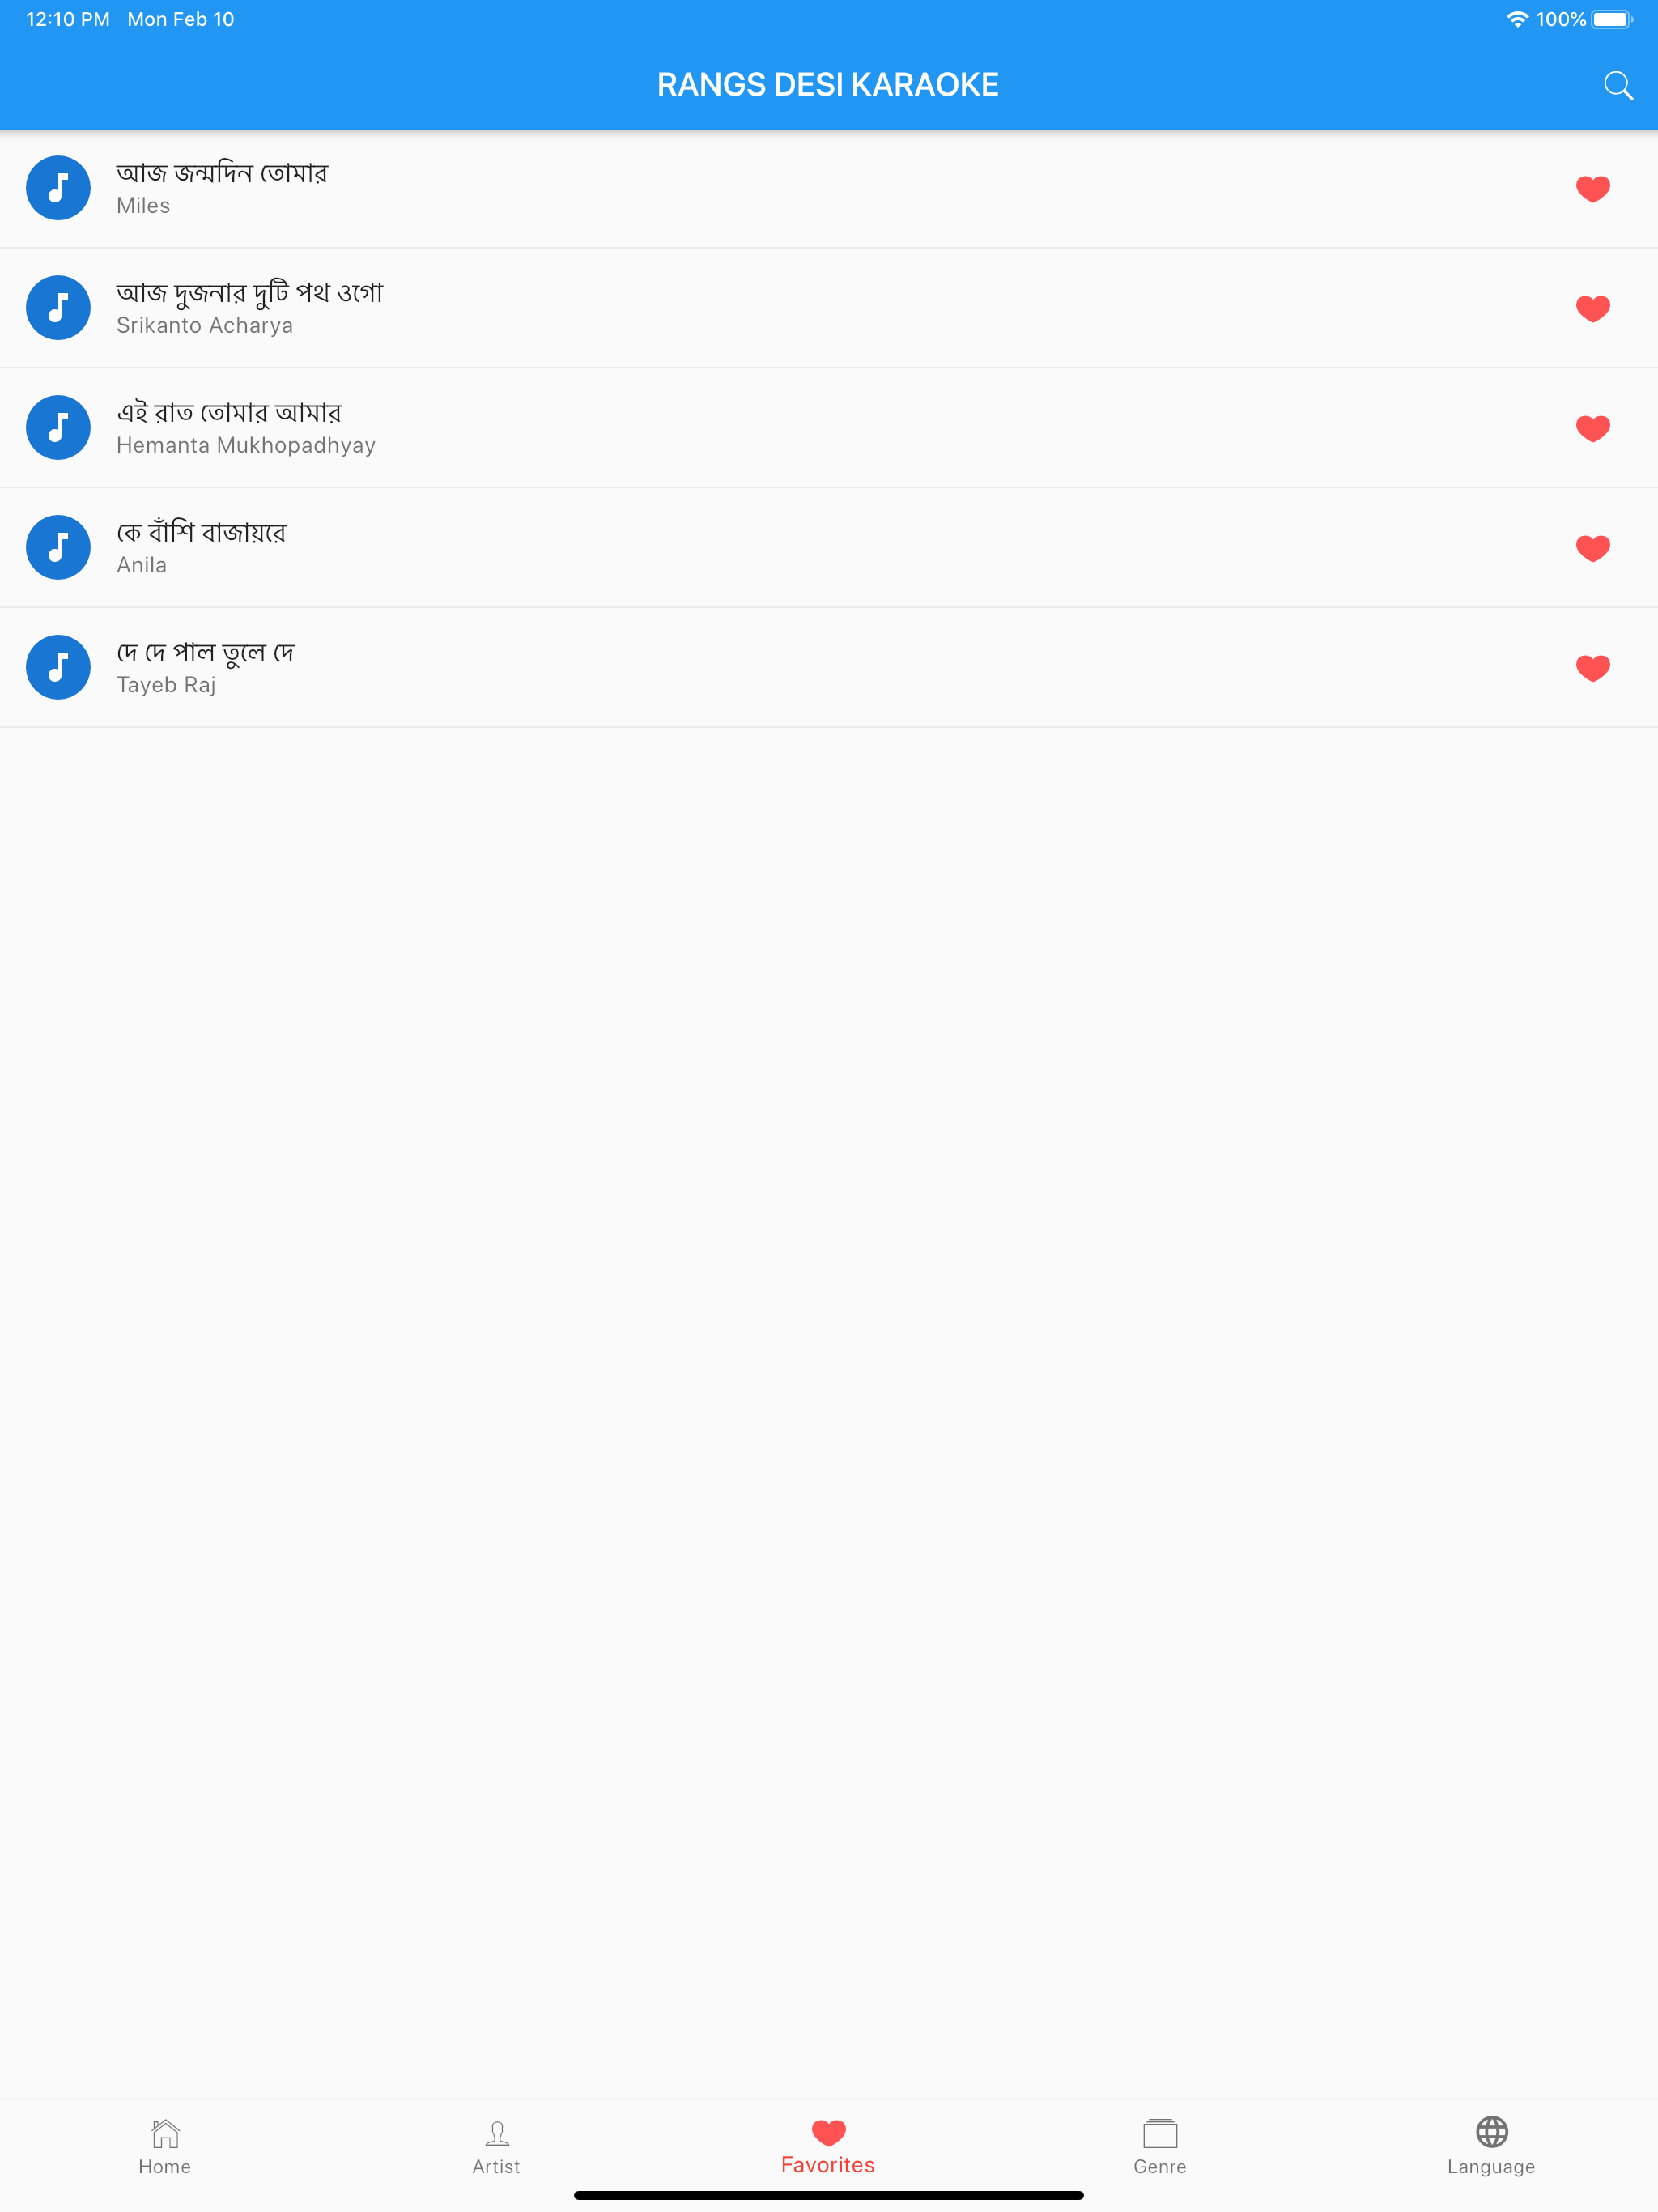 12:10 PM Mon Feb 10 100%
RANGS DESI KARAOKE
আজ জন্মদিন তোমার
Miles
আজ দুজনার দুটি পথ ওগো
Srikanto Acharya
এই রাত তোমার আমার
Hemanta Mukhopadhyay
কে বাঁশি বাজায়রে
Anila
দে দে পাল তুলে দে
Tayeb Raj
Home Artist Favorites Genre Language